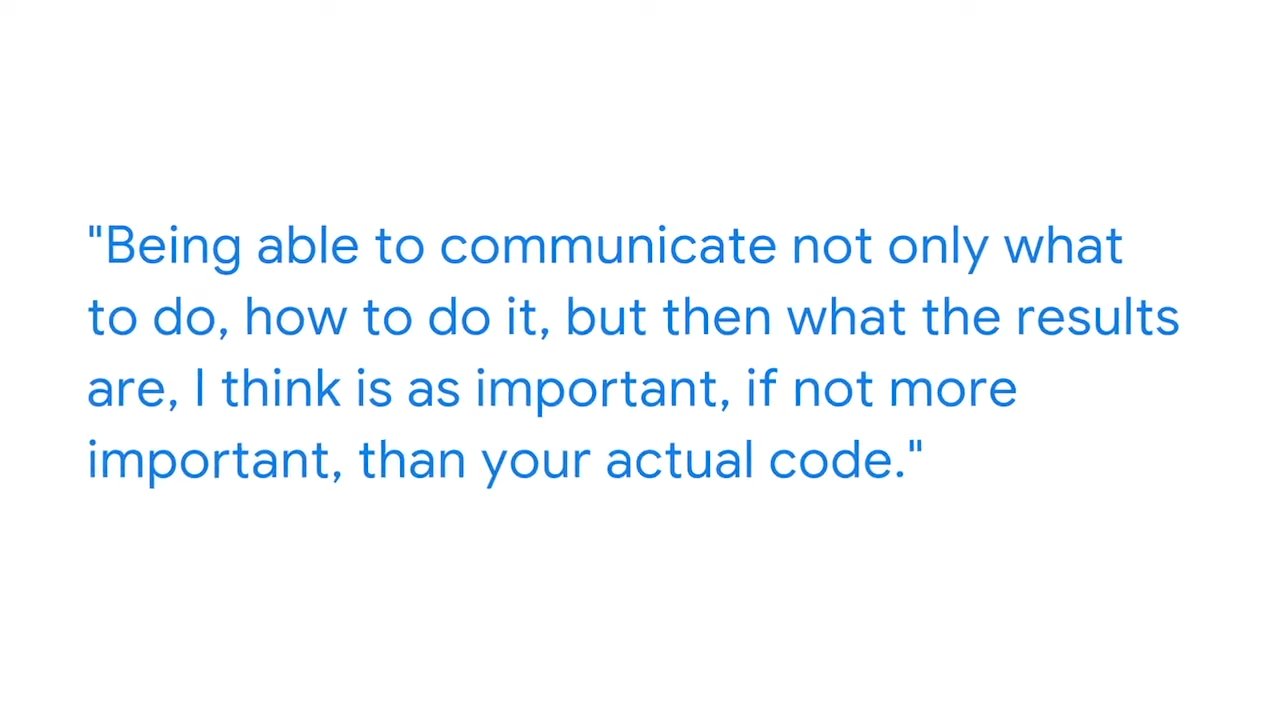 "Being able to communicate not only what
to do, how to do it, but then what the results
are, I think is as important, if not more
important, than your actual code."